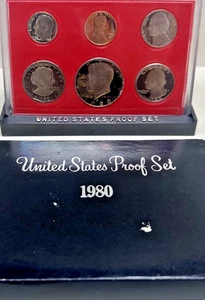 UNITED STATES PROOF SET
United States Proof Set
1980